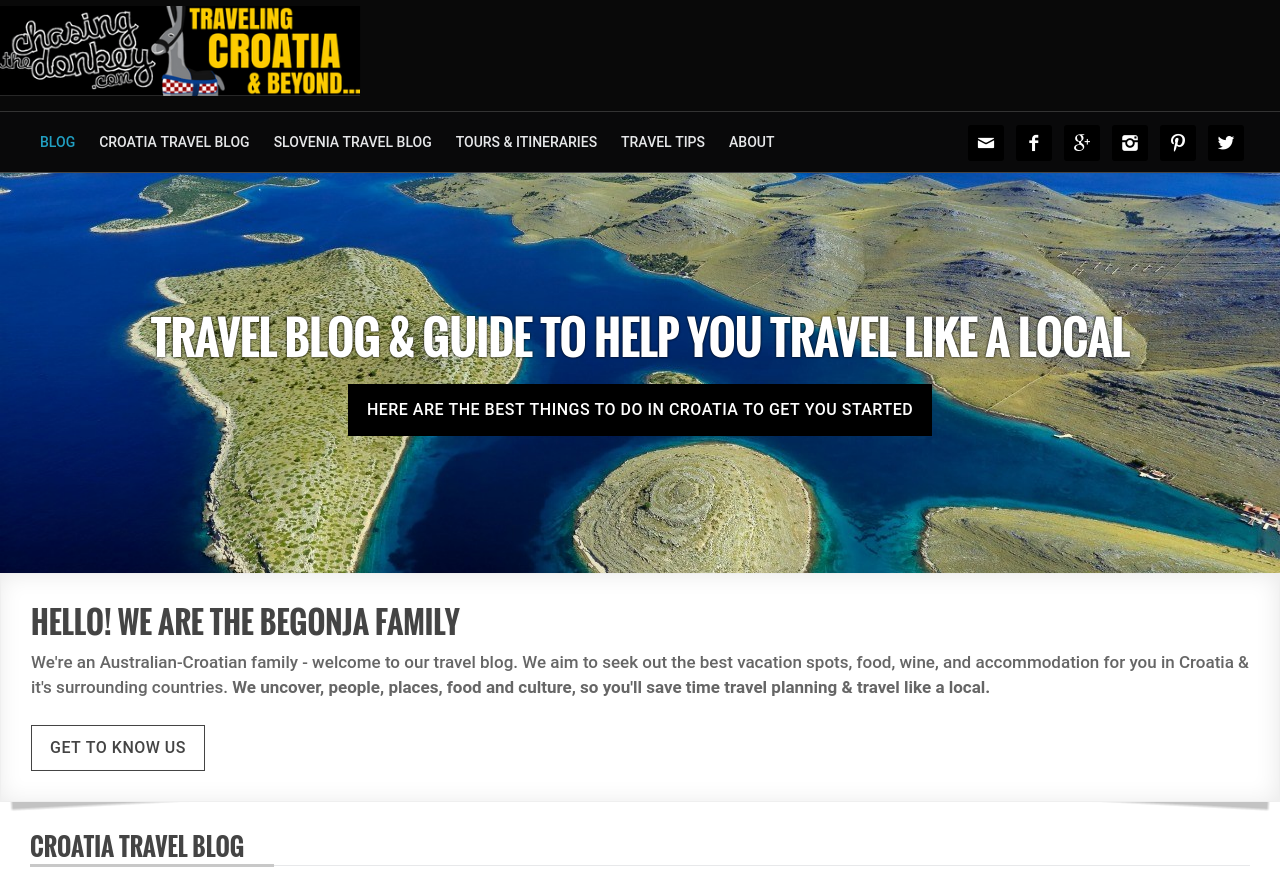 chasing
the donkey
.com
TRAVELING
CROATIA
& BEYOND...
BLOG CROATIA TRAVEL BLOG SLOVENIA TRAVEL BLOG TOURS & ITINERARIES TRAVEL TIPS ABOUT
TRAVEL BLOG & GUIDE TO HELP YOU TRAVEL LIKE A LOCAL
HERE ARE THE BEST THINGS TO DO IN CROATIA TO GET YOU STARTED
HELLO! WE ARE THE BEGONJA FAMILY
We're an Australian-Croatian family - welcome to our travel blog. We aim to seek out the best vacation spots, food, wine, and accommodation for you in Croatia &
it's surrounding countries. We uncover, people, places, food and culture, so you'll save time travel planning & travel like a local.
GET TO KNOW US
CROATIA TRAVEL BLOG